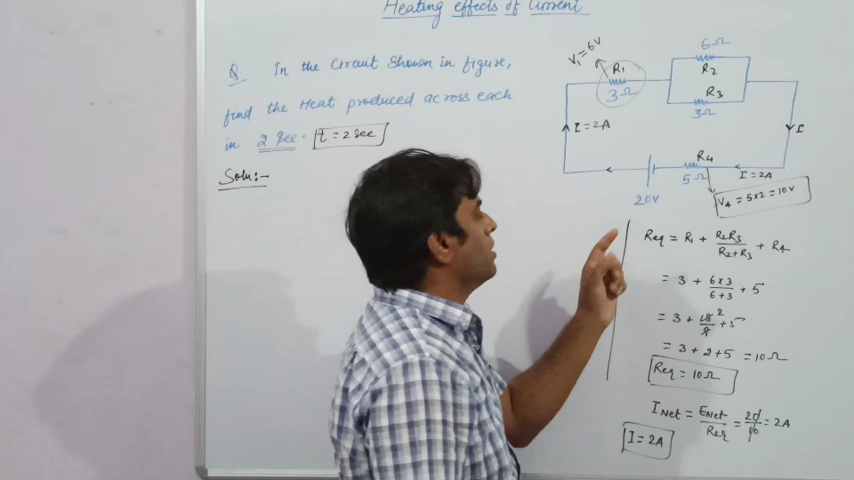 Heating effects of Current
Q In the Circuit Shown in figure,
find the Heat produced across each
in 2 Sec. t = 2 sec
Soln:-
V₁=6V
R₁
3Ω
6Ω
R₂
R₃
3Ω
I = 2A
I
R₄
5Ω
I = 2A
20V
V₄ = 5×2 = 10V
Req = R₁ + R₂R₃/R₂+R₃ + R₄
= 3 + 6×3/6+3 + 5
= 3 + 18/9 2 + 5
= 3 + 2 + 5 = 10Ω
Req = 10Ω
INet = ENet/Req = 20/10 = 2A
I = 2A